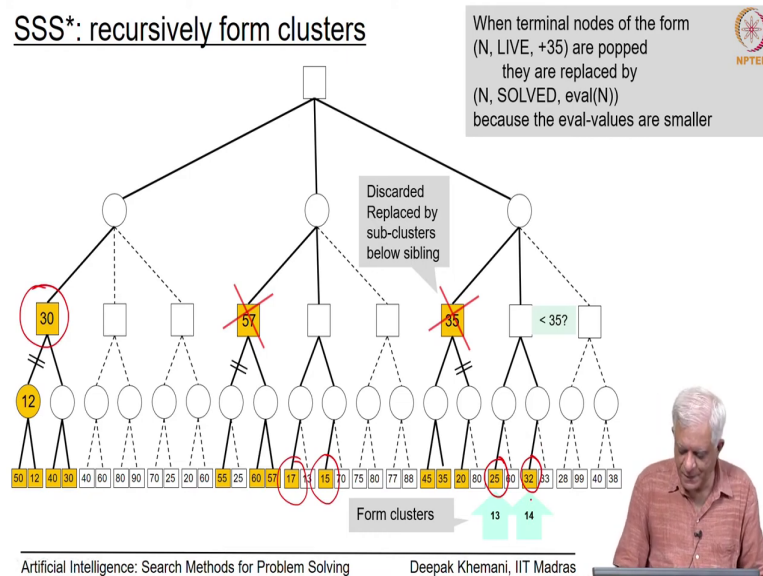 SSS*: recursively form clusters
When terminal nodes of the form
(N, LIVE, +35) are popped
they are replaced by
(N, SOLVED, eval(N))
because the eval-values are smaller
NPTEL
Discarded
Replaced by
sub-clusters
below sibling
30
57
35
< 35?
12
50 12 40 30 40 60 80 90 70 25 20 60 55 25 60 57 17 13 15 70 75 80 77 88 45 35 20 80 25 60 32 33 28 99 40 38
Form clusters
13
14
Artificial Intelligence: Search Methods for Problem Solving
Deepak Khemani, IIT Madras